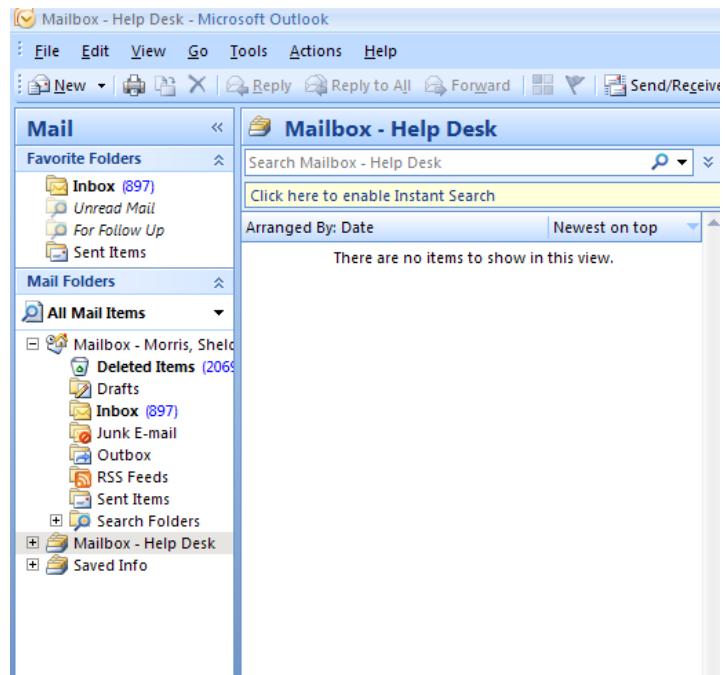 Mailbox - Help Desk - Microsoft Outlook
File Edit View Go Tools Actions Help
New Reply Reply to All Forward Send/Receive
Mail «
Mailbox - Help Desk
Favorite Folders
Search Mailbox - Help Desk
Inbox (897)
Click here to enable Instant Search
Unread Mail
For Follow Up
Arranged By: Date Newest on top
Sent Items
There are no items to show in this view.
Mail Folders
All Mail Items
Mailbox - Morris, Sheld
Deleted Items (2069
Drafts
Inbox (897)
Junk E-mail
Outbox
RSS Feeds
Sent Items
Search Folders
Mailbox - Help Desk
Saved Info